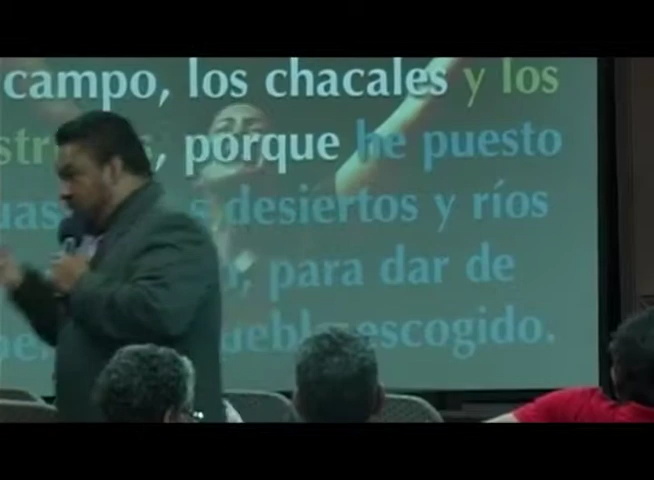 campo, los chacales y los
, porque he puesto
desiertos y ríos
, para dar de
escogido.